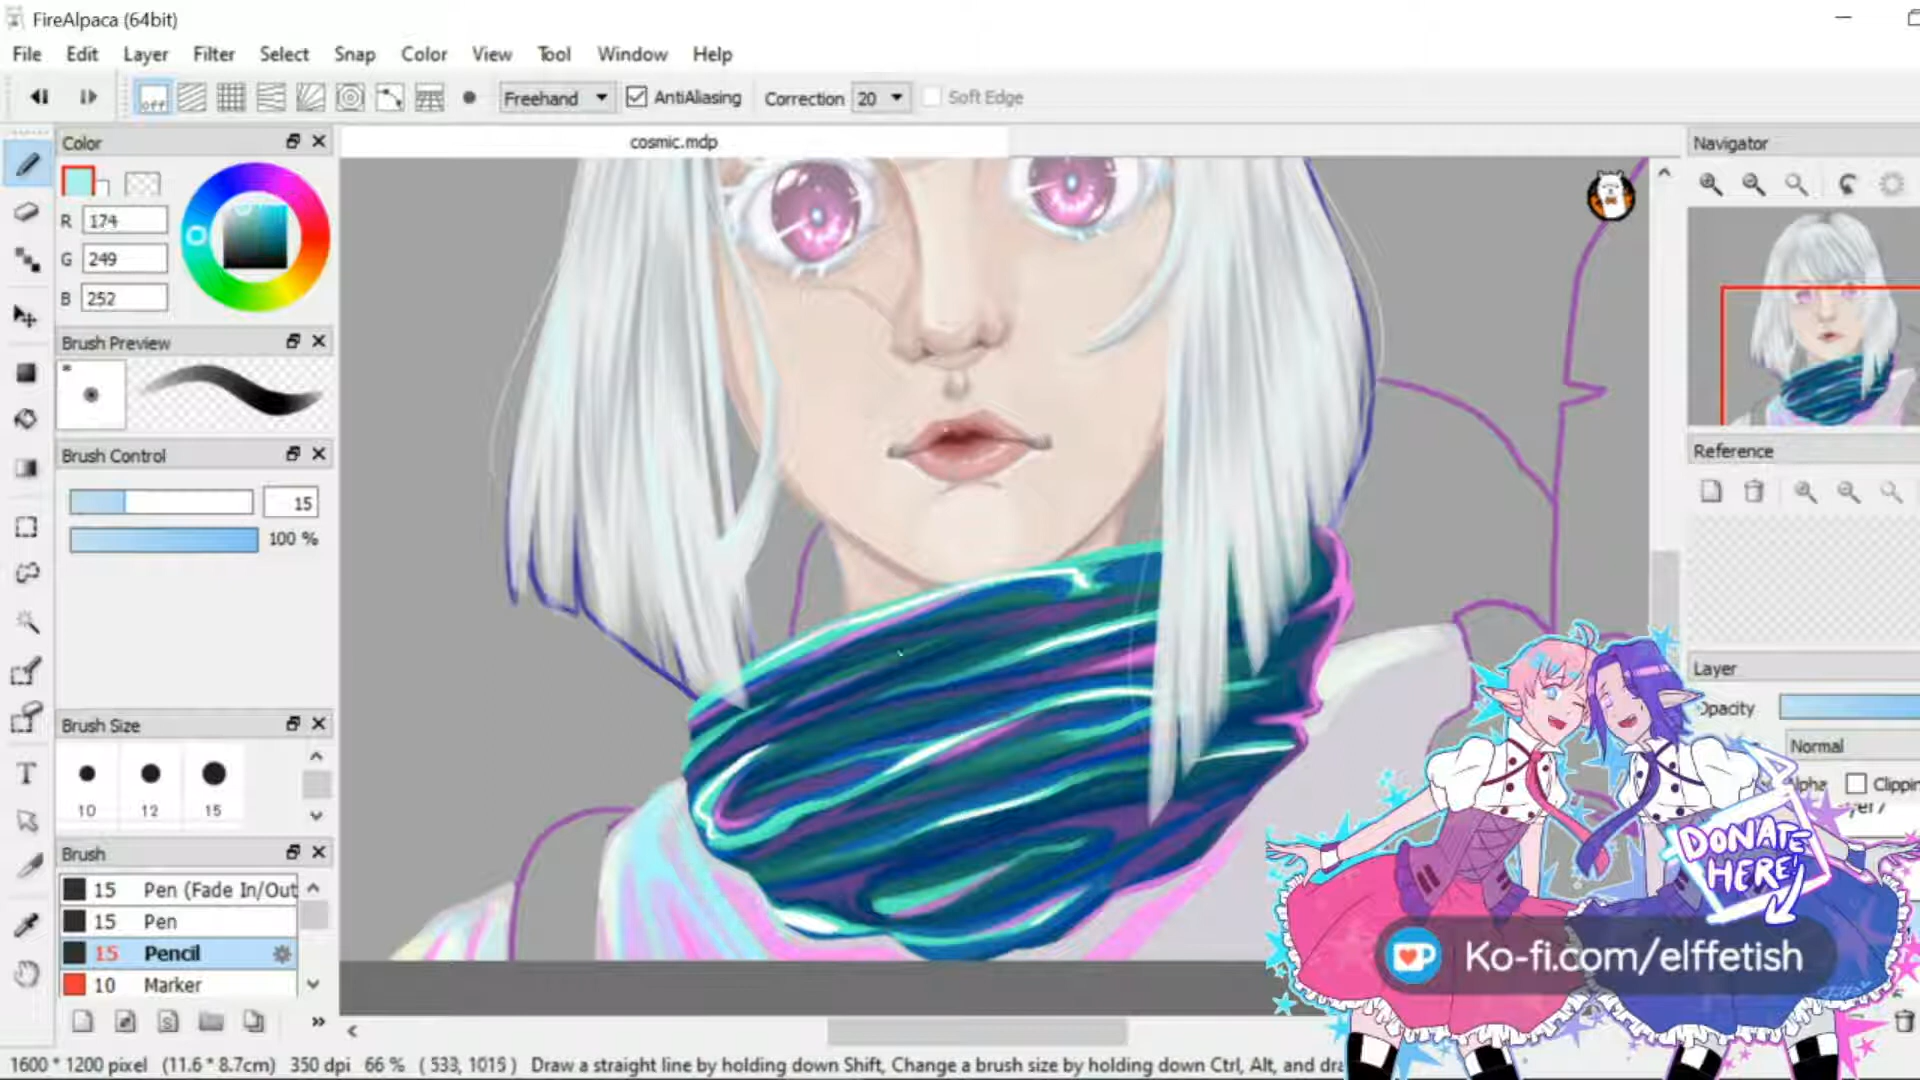 FireAlpaca (64bit)
File Edit Layer Filter Select Snap Color View Tool Window Help
off Freehand AntiAliasing Correction 20 Soft Edge
Color
cosmic.mdp
Navigator
R 174
G 249
B 252
Brush Preview
Brush Control
15
100 %
Reference
Layer
Opacity
Normal
Clippin
Brush Size
10 12 15
Brush
15 Pen (Fade In/Out
15 Pen
15 Pencil
10 Marker
DONATE
HERE!
Ko-fi.com/elffetish
1600 * 1200 pixel (11.6 * 8.7cm) 350 dpi 66 % ( 533, 1015 ) Draw a straight line by holding down Shift, Change a brush size by holding down Ctrl, Alt, and dra